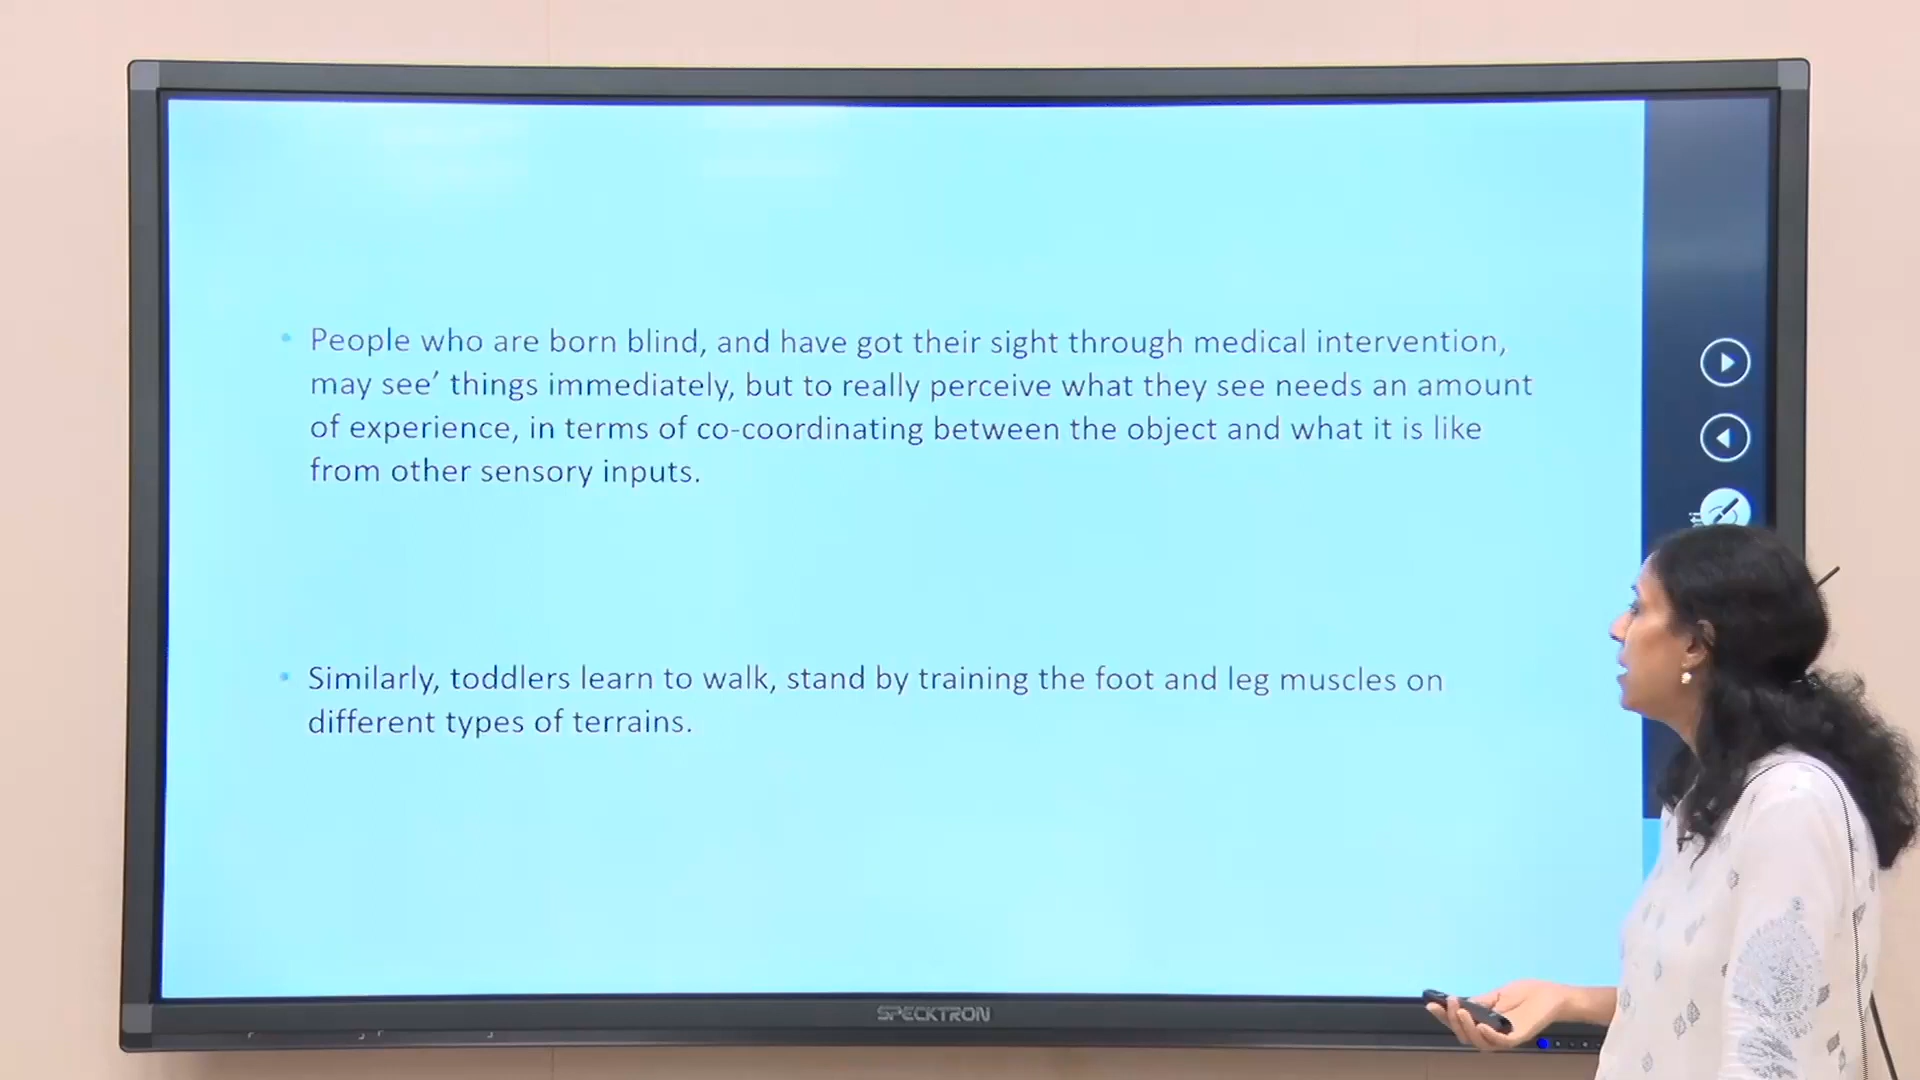 People who are born blind, and have got their sight through medical intervention,
may see’ things immediately, but to really perceive what they see needs an amount
of experience, in terms of co-coordinating between the object and what it is like
from other sensory inputs.
Similarly, toddlers learn to walk, stand by training the foot and leg muscles on
different types of terrains.
SPECKTRON